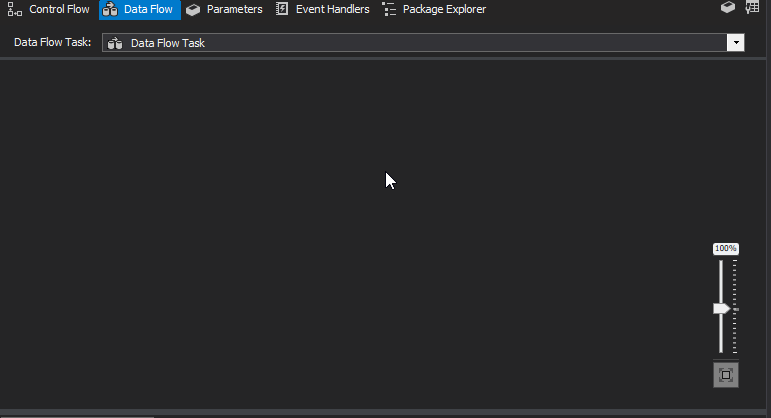 Control Flow Data Flow Parameters Event Handlers Package Explorer
Data Flow Task: Data Flow Task
100%